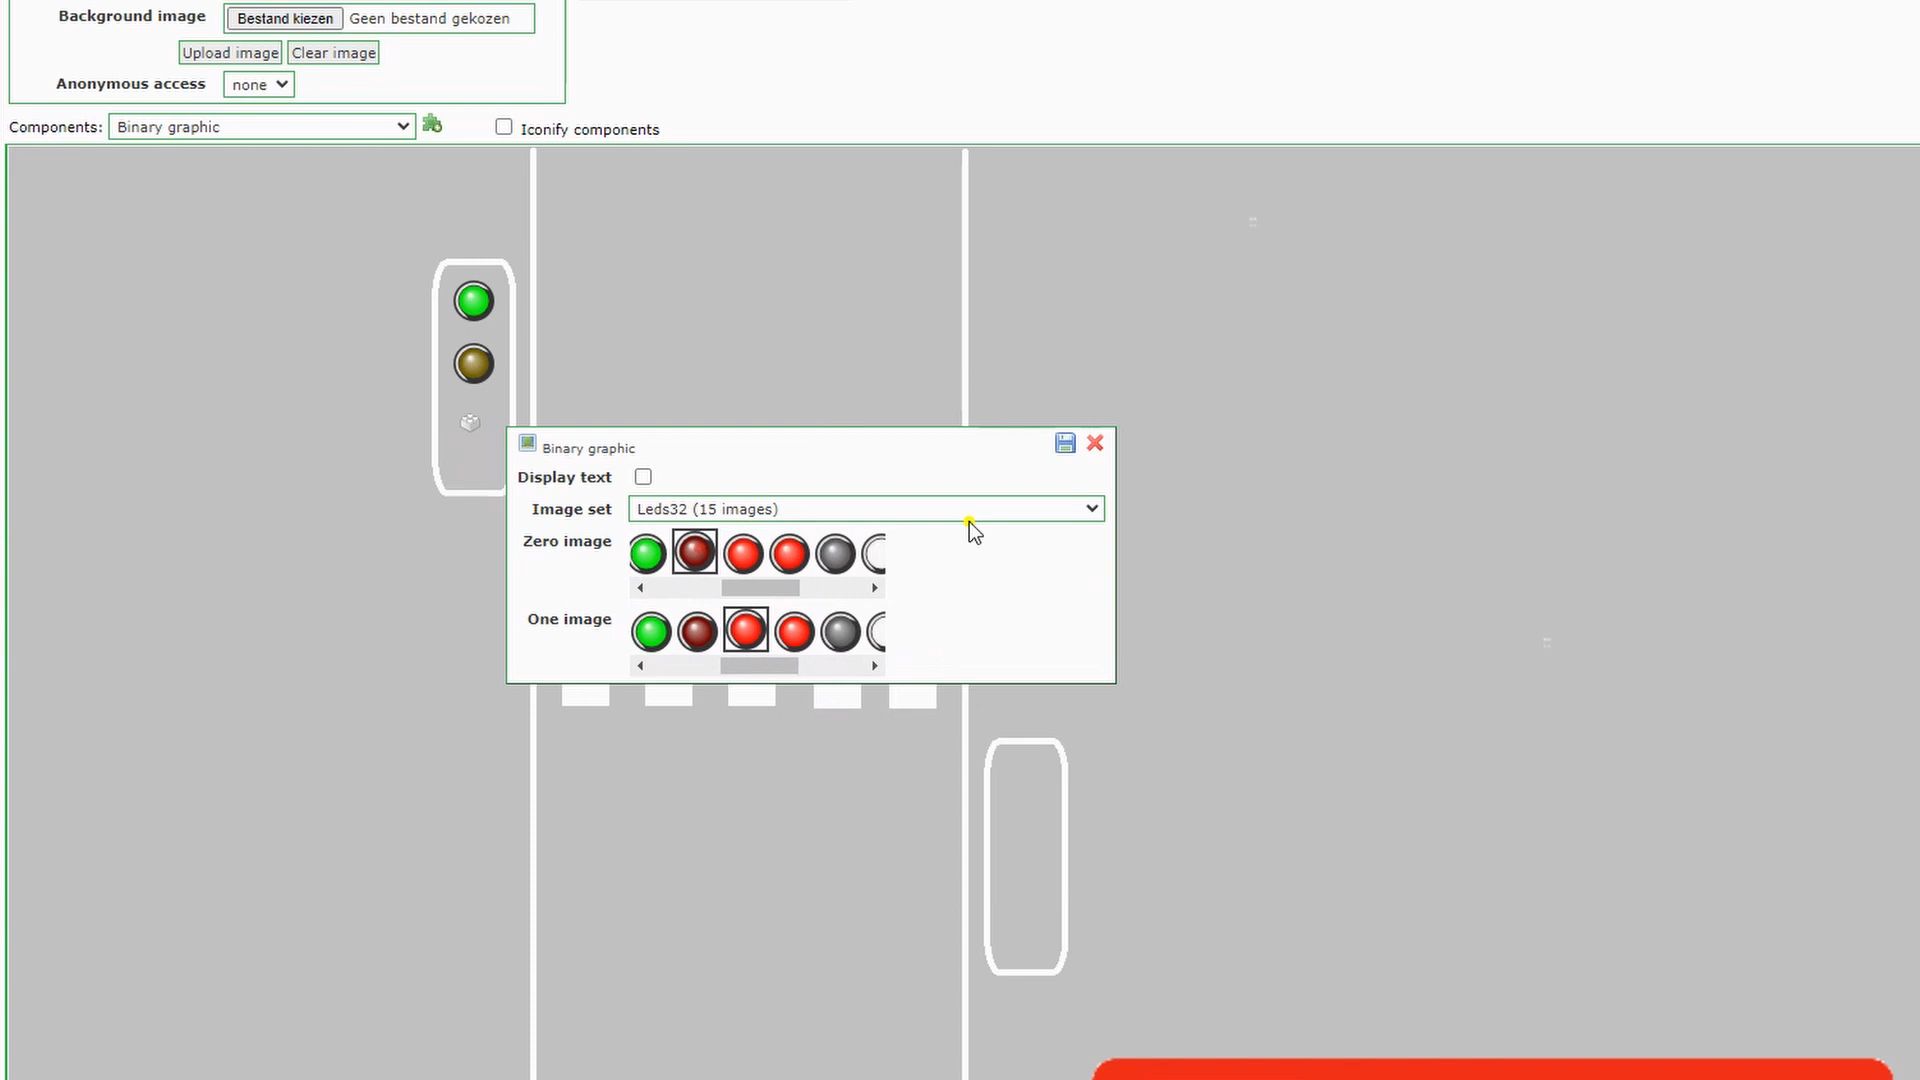 Background image
Bestand kiezen
Geen bestand gekozen
Upload image
Clear image
Anonymous access
none
Components:
Binary graphic
Iconify components
Binary graphic
Display text
Image set
Leds32 (15 images)
Zero image
One image